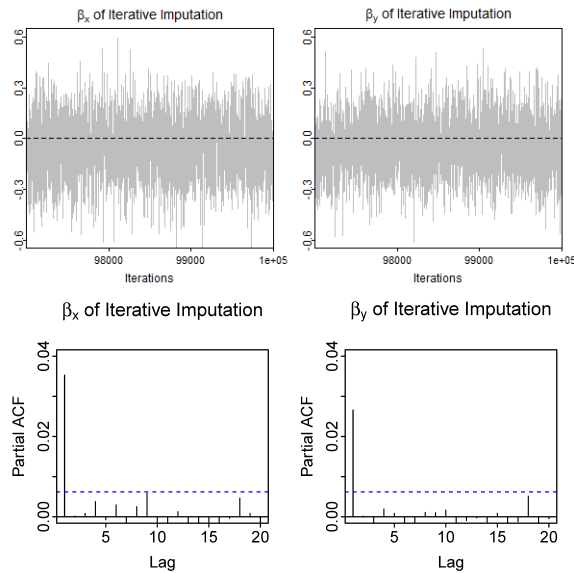 βx of Iterative Imputation
0.6
0.3
0.0
-0.3
-0.6
98000 99000 1e+05
Iterations
βy of Iterative Imputation
0.6
0.3
0.0
-0.3
-0.6
98000 99000 1e+05
Iterations
βx of Iterative Imputation
Partial ACF
0.04
0.02
0.00
5 10 15 20
Lag
βy of Iterative Imputation
Partial ACF
0.04
0.02
0.00
5 10 15 20
Lag